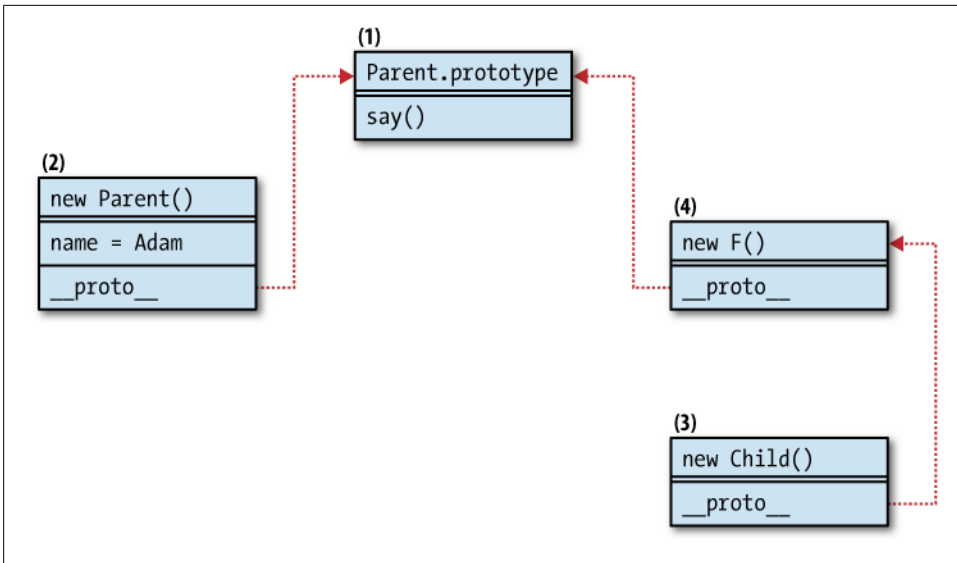 (1)
Parent.prototype
say()
(2)
new Parent()
name = Adam
__proto__
(4)
new F()
__proto__
(3)
new Child()
__proto__